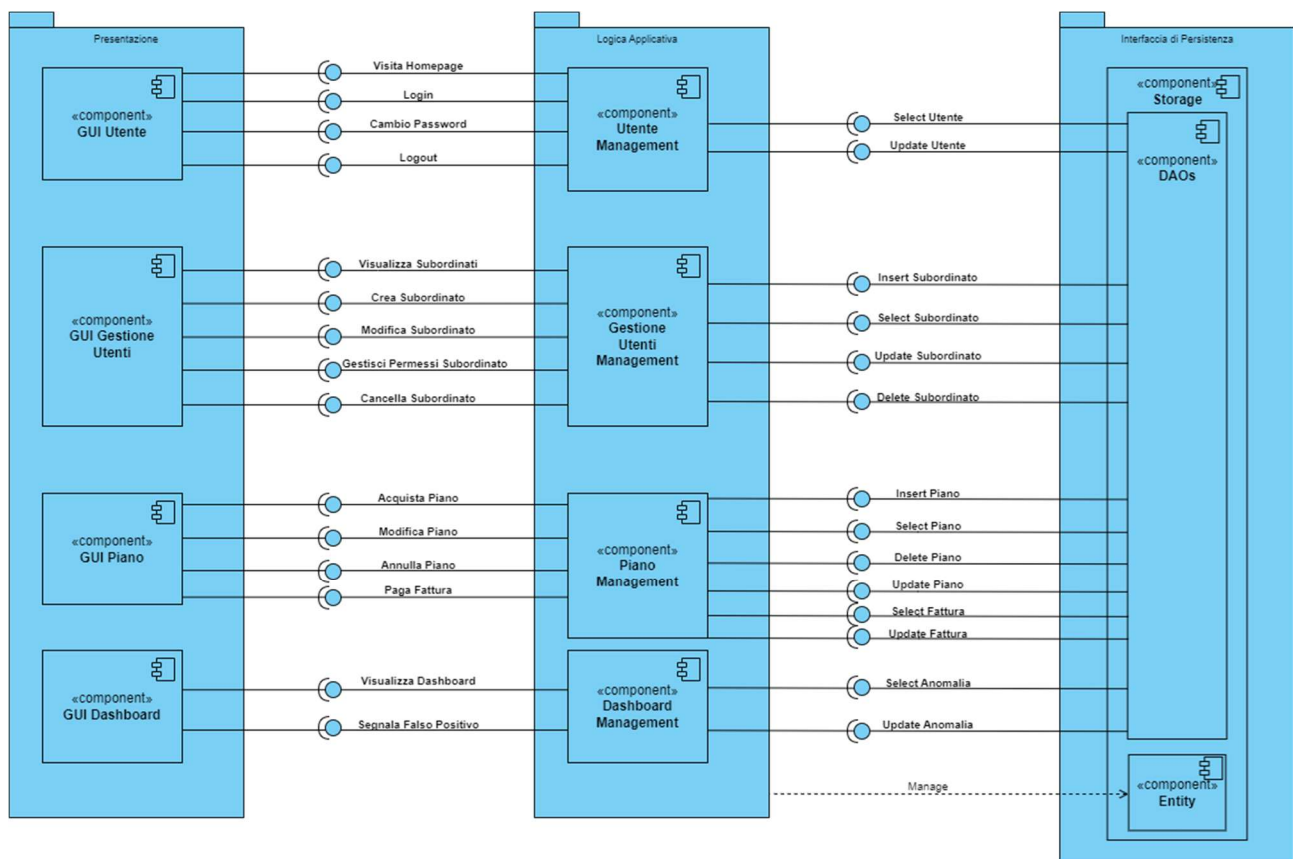 Presentazione
Logica Applicativa
Interfaccia di Persistenza
«component»
GUI Utente
Visita Homepage
Login
Cambio Password
Logout
«component»
Utente
Management
Select Utente
Update Utente
«component»
Storage
«component»
DAOs
«component»
GUI Gestione
Utenti
Visualizza Subordinati
Crea Subordinato
Modifica Subordinato
Gestisci Permessi Subordinato
Cancella Subordinato
«component»
Gestione
Utenti
Management
Insert Subordinato
Select Subordinato
Update Subordinato
Delete Subordinato
«component»
GUI Piano
Acquista Piano
Modifica Piano
Annulla Piano
Paga Fattura
«component»
Piano
Management
Insert Piano
Select Piano
Delete Piano
Update Piano
Select Fattura
Update Fattura
«component»
GUI Dashboard
Visualizza Dashboard
Segnala Falso Positivo
«component»
Dashboard
Management
Select Anomalia
Update Anomalia
Manage
«component»
Entity